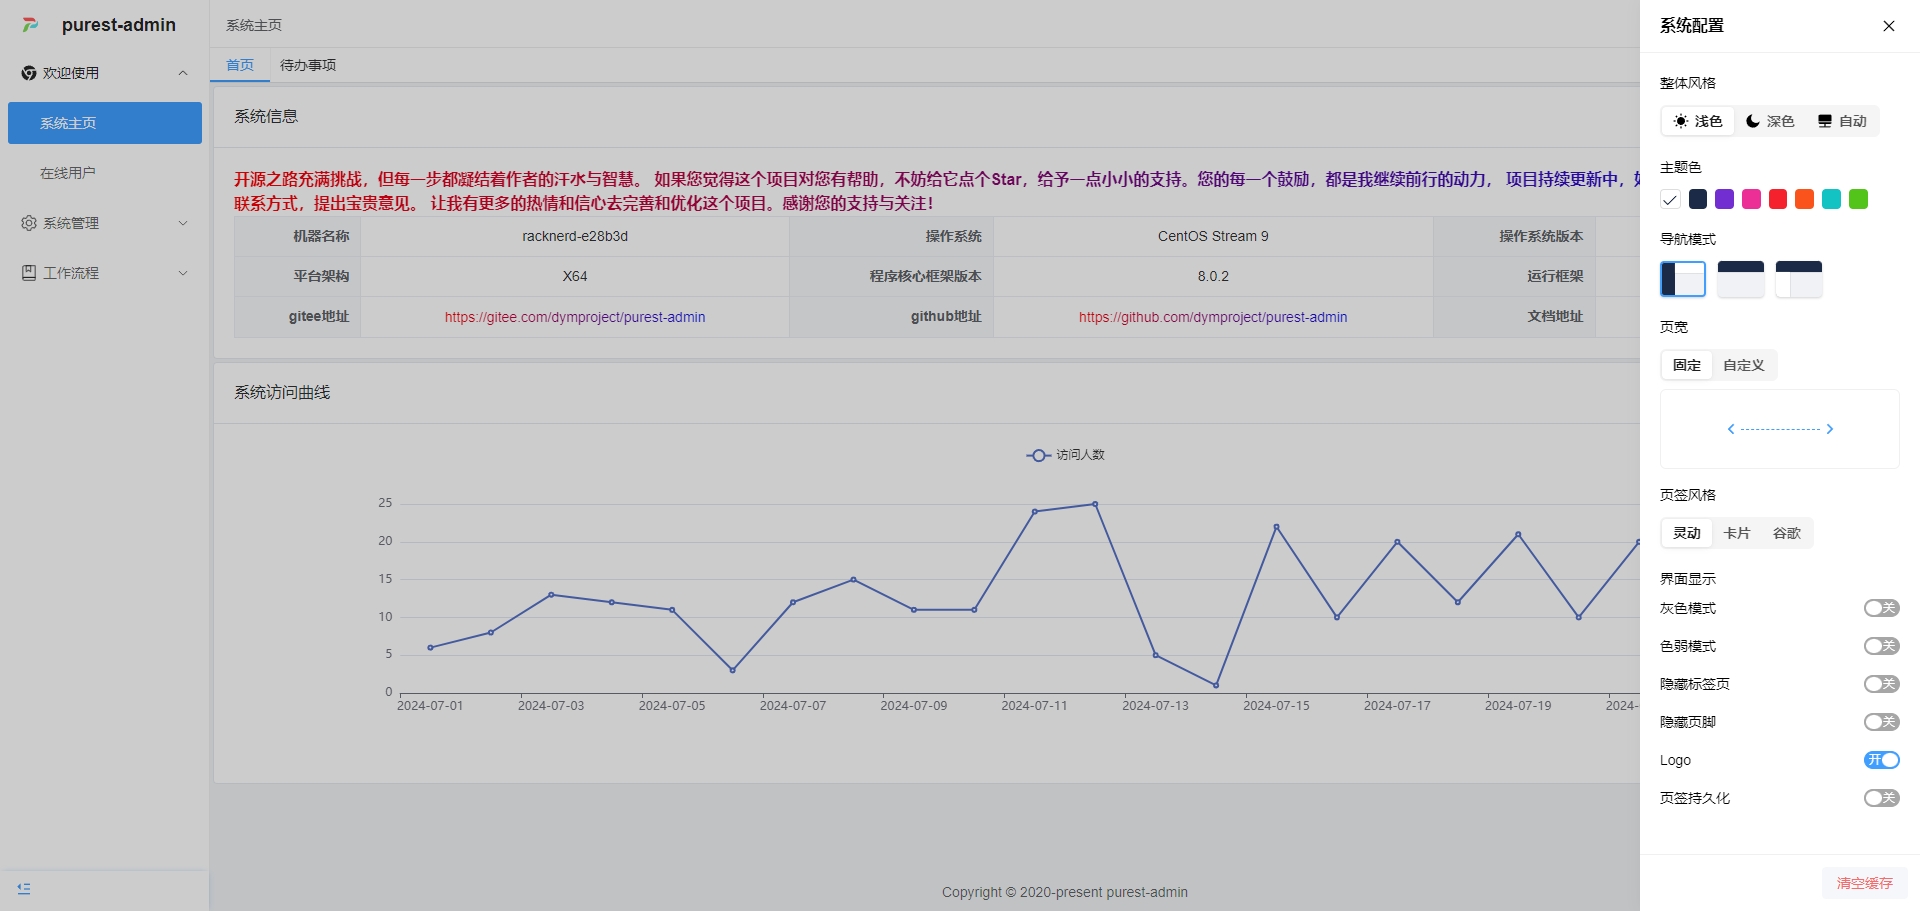 purest-admin
欢迎使用
系统主页
在线用户
系统管理
工作流程
系统主页
首页 待办事项
系统信息
开源之路充满挑战，但每一步都凝结着作者的汗水与智慧。 如果您觉得这个项目对您有帮助，不妨给它点个Star，给予一点小小的支持。您的每一个鼓励，都是我继续前行的动力， 项目持续更新中，
联系方式，提出宝贵意见。 让我有更多的热情和信心去完善和优化这个项目。感谢您的支持与关注！
机器名称 racknerd-e28b3d 操作系统 CentOS Stream 9 操作系统版本
平台架构 X64 程序核心框架版本 8.0.2 运行框架
gitee地址 https://gitee.com/dymproject/purest-admin github地址 https://github.com/dymproject/purest-admin 文档地址
系统访问曲线
访问人数
25
20
15
10
5
0
2024-07-01 2024-07-03 2024-07-05 2024-07-07 2024-07-09 2024-07-11 2024-07-13 2024-07-15 2024-07-17 2024-07-19 2024-
Copyright © 2020-present purest-admin
系统配置
整体风格
浅色 深色 自动
主题色
导航模式
页宽
固定 自定义
页签风格
灵动 卡片 谷歌
界面显示
灰色模式 关
色弱模式 关
隐藏标签页 关
隐藏页脚 关
Logo 开
页签持久化 关
清空缓存